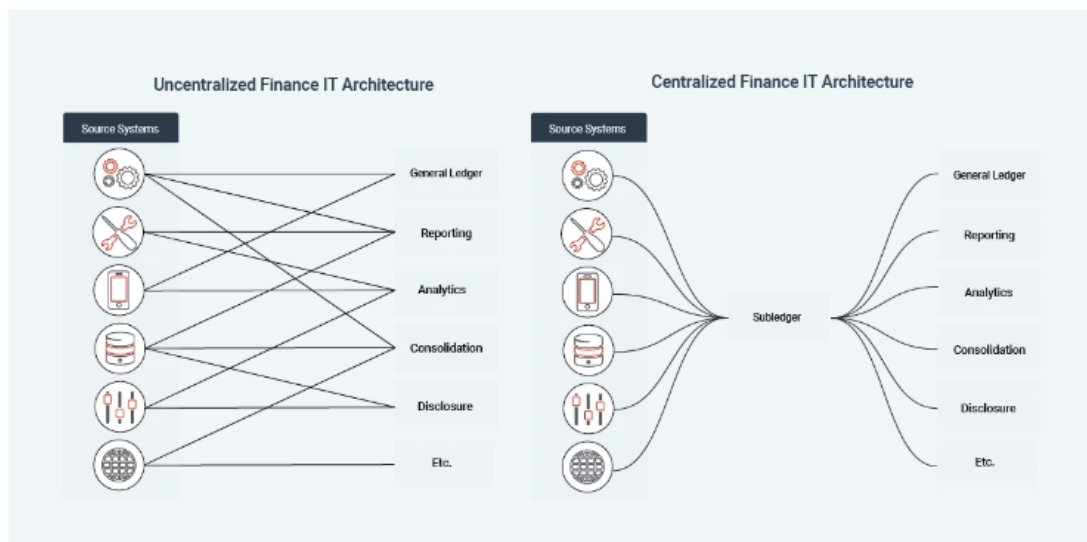 Uncentralized Finance IT Architecture
Source Systems
General Ledger
Reporting
Analytics
Consolidation
Disclosure
Etc.
Centralized Finance IT Architecture
Source Systems
Subledger
General Ledger
Reporting
Analytics
Consolidation
Disclosure
Etc.